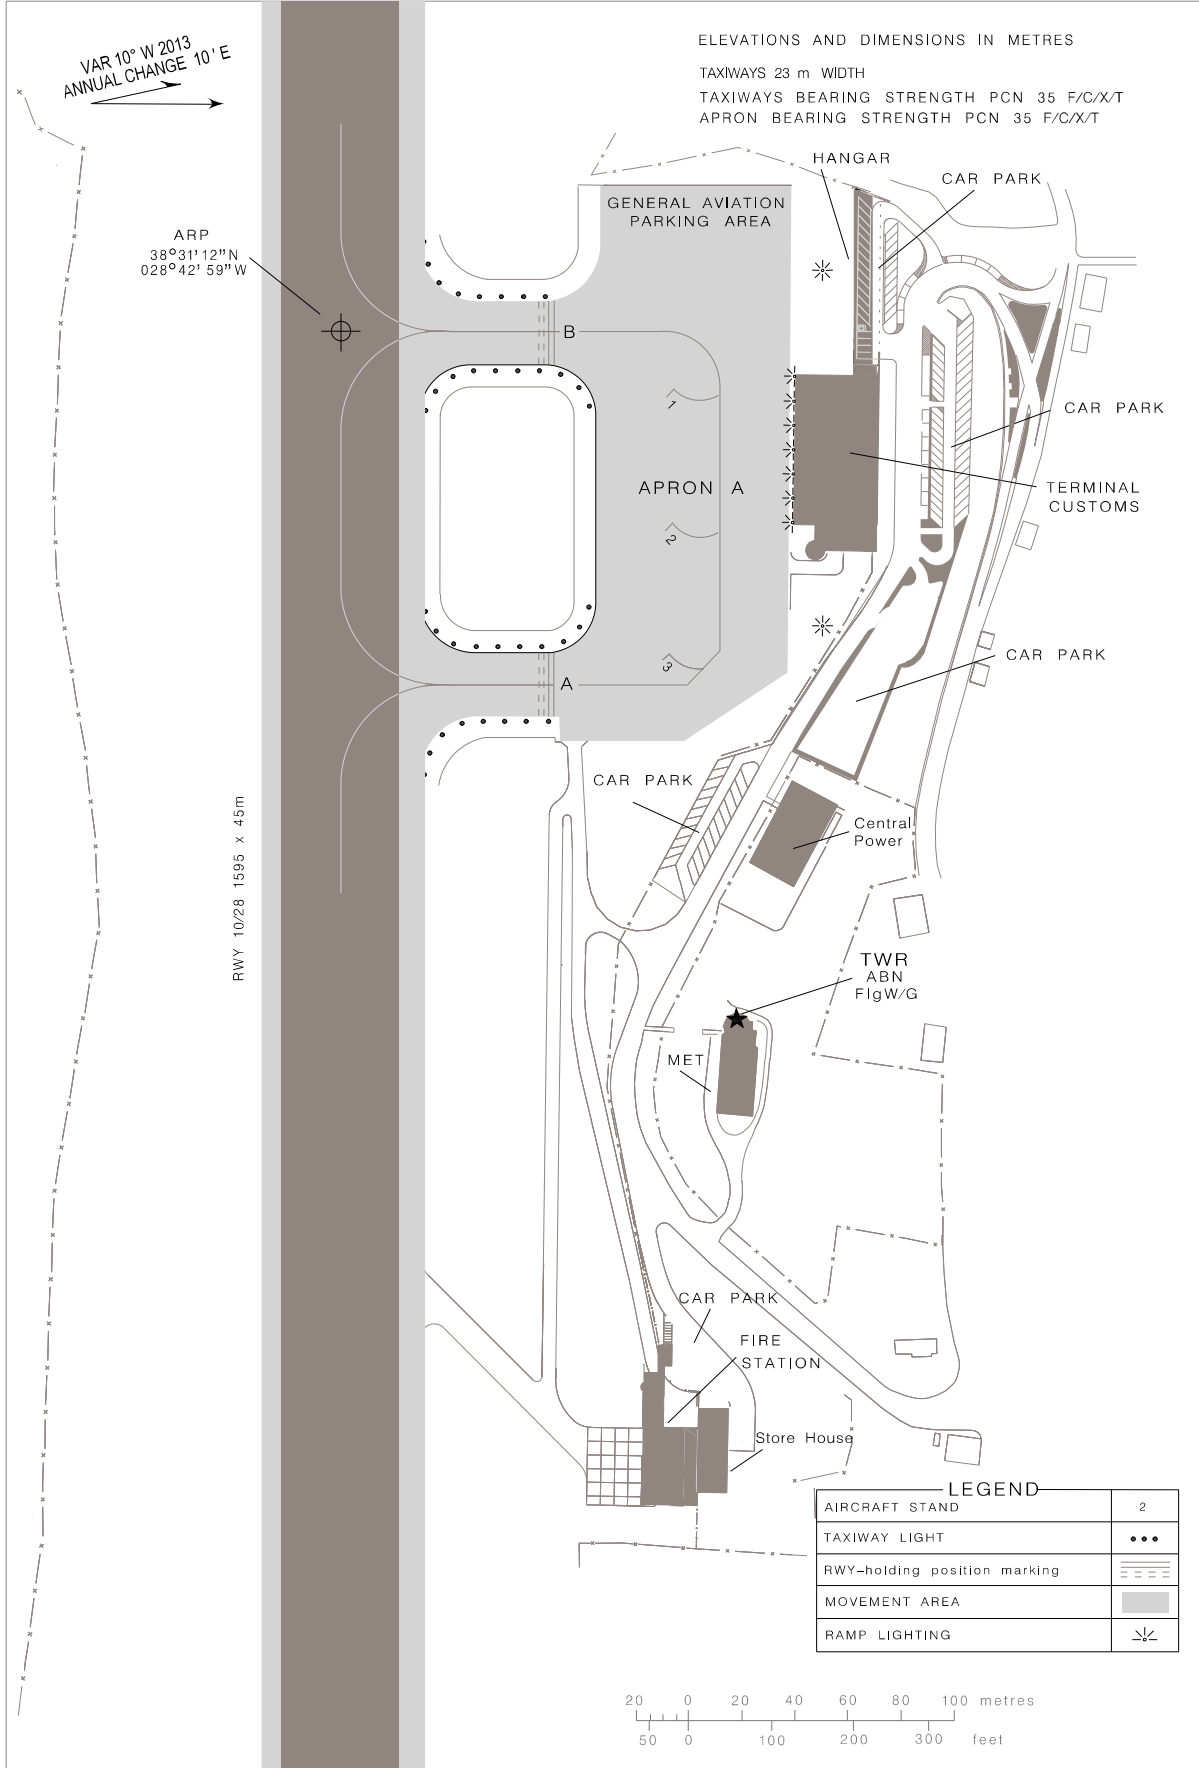 VAR 10° W 2013
ANNUAL CHANGE 10' E
ELEVATIONS AND DIMENSIONS IN METRES
TAXIWAYS 23 m WIDTH
TAXIWAYS BEARING STRENGTH PCN 35 F/C/X/T
APRON BEARING STRENGTH PCN 35 F/C/X/T
HANGAR
CAR PARK
GENERAL AVIATION
PARKING AREA
ARP
38°31'12"N
028°42'59"W
B
1
CAR PARK
APRON A
TERMINAL
CUSTOMS
2
CAR PARK
3
A
CAR PARK
RWY 10/28 1595 x 45m
Central
Power
TWR
ABN
FlgW/G
MET
CAR PARK
FIRE
STATION
Store House
LEGEND
AIRCRAFT STAND 2
TAXIWAY LIGHT
RWY-holding position marking
MOVEMENT AREA
RAMP LIGHTING
20 0 20 40 60 80 100 metres
50 0 100 200 300 feet